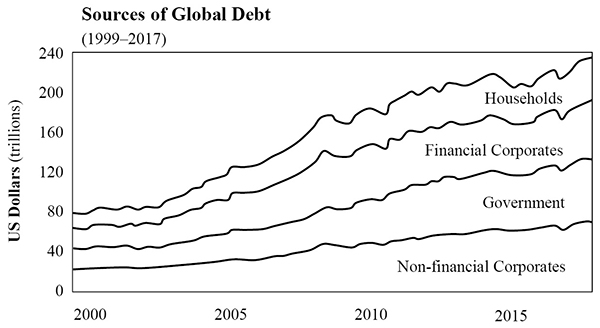 Sources of Global Debt
(1999–2017)
US Dollars (trillions)
240
200
160
120
80
40
0
Households
Financial Corporates
Government
Non-financial Corporates
2000
2005
2010
2015